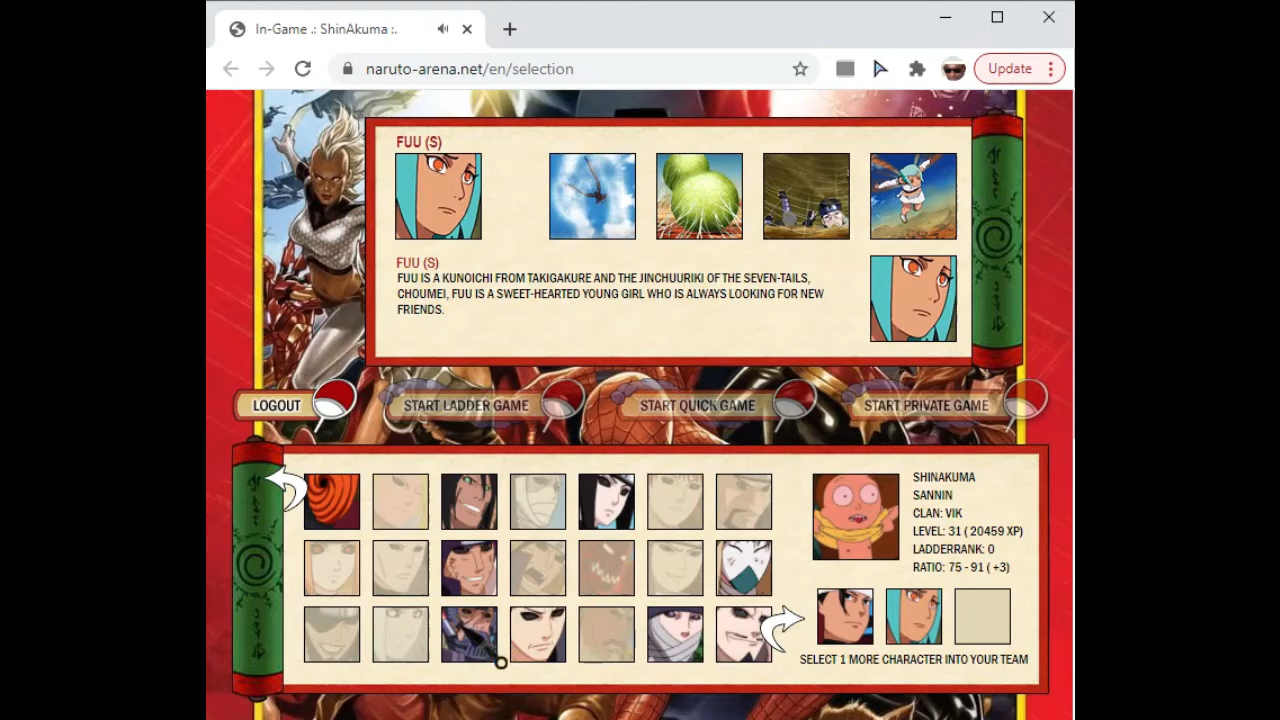 In-Game .: ShinAkuma :.
naruto-arena.net/en/selection
Update
FUU (S)
FUU (S)
FUU IS A KUNOICHI FROM TAKIGAKURE AND THE JINCHUURIKI OF THE SEVEN-TAILS,
CHOUMEI, FUU IS A SWEET-HEARTED YOUNG GIRL WHO IS ALWAYS LOOKING FOR NEW
FRIENDS.
LOGOUT
START LADDER GAME
START QUICK GAME
START PRIVATE GAME
SHINAKUMA
SANNIN
CLAN: VIK
LEVEL: 31 ( 20459 XP)
LADDERRANK: 0
RATIO: 75 - 91 ( +3)
SELECT 1 MORE CHARACTER INTO YOUR TEAM